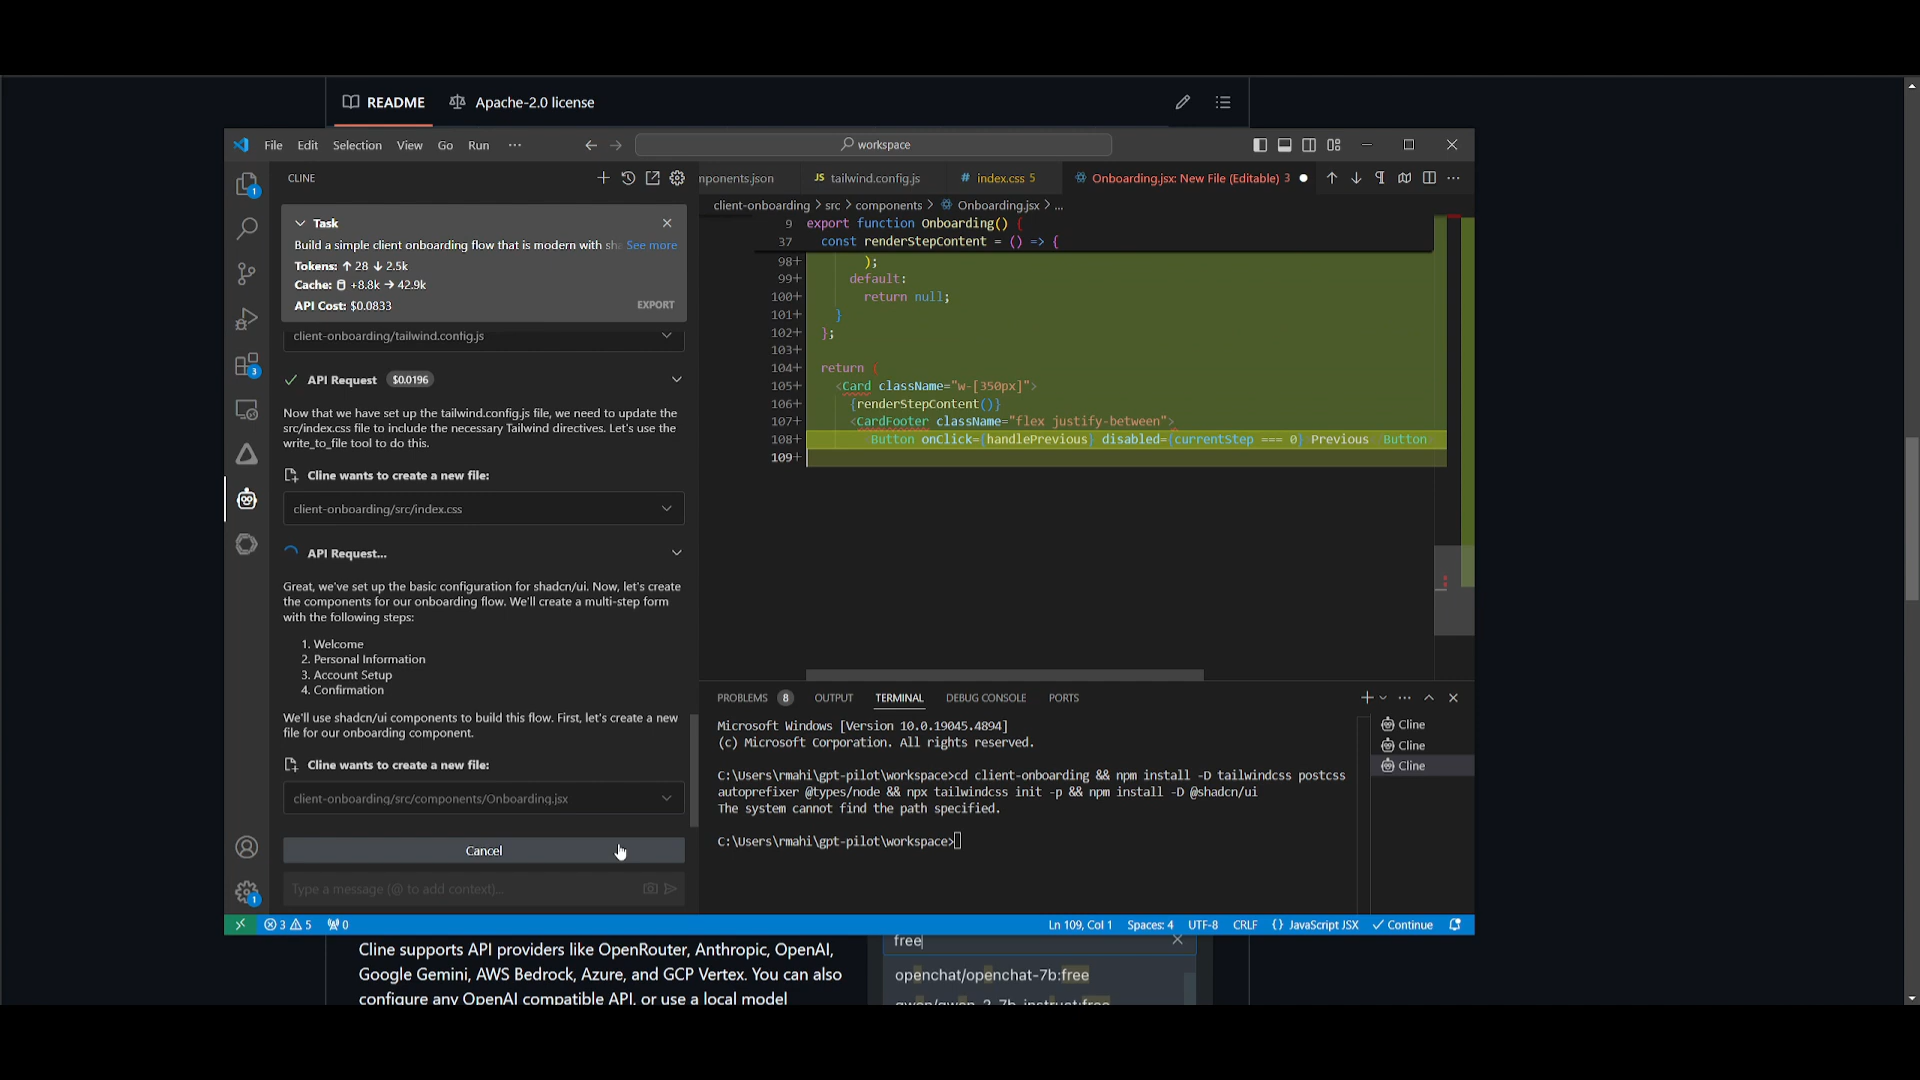 README
Apache-2.0 license
File Edit Selection View Go Run ···
workspace
CLINE
Task
Build a simple client onboarding flow that is modern with sh See more
Tokens: ↑ 28 ↓ 2.5k
Cache: +8.8k → 42.9k
API Cost: $0.0833
EXPORT
client-onboarding/tailwind.config.js
API Request $0.0196
Now that we have set up the tailwind.config.js file, we need to update the
src/index.css file to include the necessary Tailwind directives. Let's use the
write_to_file tool to do this.
Cline wants to create a new file:
client-onboarding/src/index.css
API Request...
Great, we've set up the basic configuration for shadcn/ui. Now, let's create
the components for our onboarding flow. We'll create a multi-step form
with the following steps:
1. Welcome
2. Personal Information
3. Account Setup
4. Confirmation
We'll use shadcn/ui components to build this flow. First, let's create a new
file for our onboarding component.
Cline wants to create a new file:
client-onboarding/src/components/Onboarding.jsx
Cancel
Type a message (@ to add context)...
1
3
1
mponents.json
JS tailwind.config.js
# index.css 5
Onboarding.jsx: New File (Editable) 3
client-onboarding > src > components > Onboarding.jsx > ...
9 export function Onboarding() {
37 const renderStepContent = () => {
98+ );
99+ default:
100+ return null;
101+ }
102+ };
103+
104+ return (
105+ <Card className="w-[350px]">
106+ {renderStepContent()}
107+ <CardFooter className="flex justify-between">
108+ Button onClick={handlePrevious} disabled={currentStep === 0} Previous Button
109+
PROBLEMS 8 OUTPUT TERMINAL DEBUG CONSOLE PORTS
Microsoft Windows [Version 10.0.19045.4894]
(c) Microsoft Corporation. All rights reserved.
C:\Users\rmahi\gpt-pilot\workspace>cd client-onboarding && npm install -D tailwindcss postcss
autoprefixer @types/node && npx tailwindcss init -p && npm install -D @shadcn/ui
The system cannot find the path specified.
C:\Users\rmahi\gpt-pilot\workspace>
Cline
Cline
Cline
3 5 0
Ln 109, Col 1 Spaces: 4 UTF-8 CRLF {} JavaScript JSX ✓ Continue
Cline supports API providers like OpenRouter, Anthropic, OpenAI,
Google Gemini, AWS Bedrock, Azure, and GCP Vertex. You can also
configure any OpenAI compatible API, or use a local model
free
openchat/openchat-7b:free